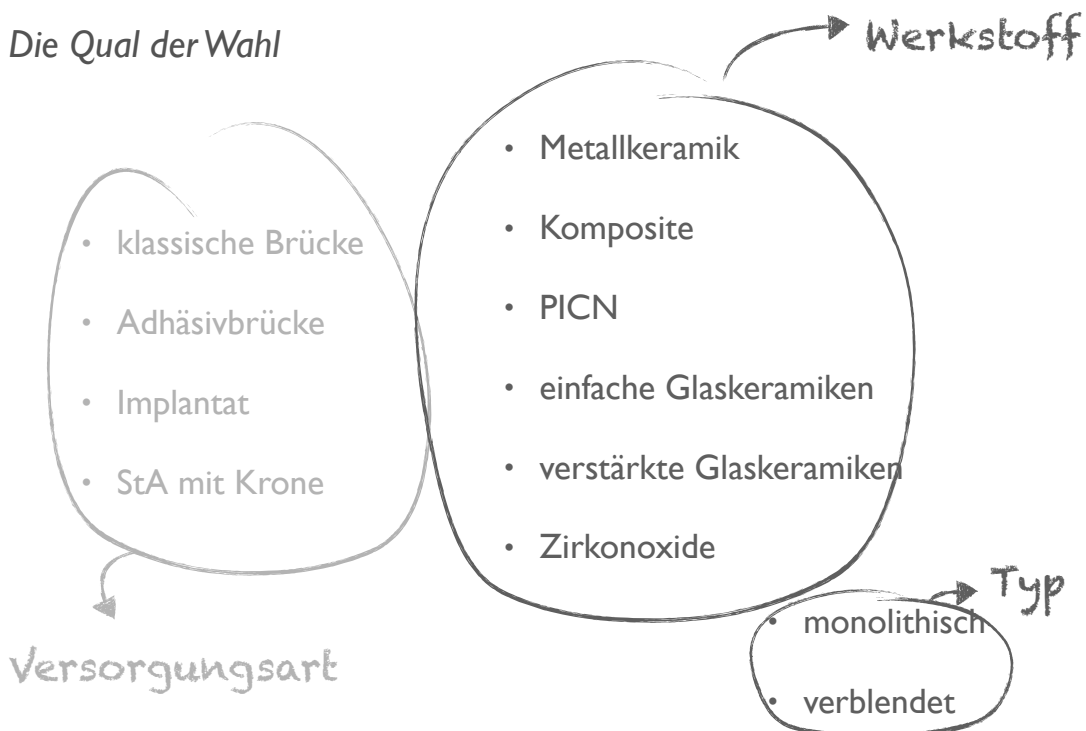 Die Qual der Wahl
Werkstoff
• Metallkeramik
• Komposite
• PICN
• einfache Glaskeramiken
• verstärkte Glaskeramiken
• Zirkonoxide
• klassische Brücke
• Adhäsivbrücke
• Implantat
• StA mit Krone
Versorgungsart
Typ
• monolithisch
• verblendet